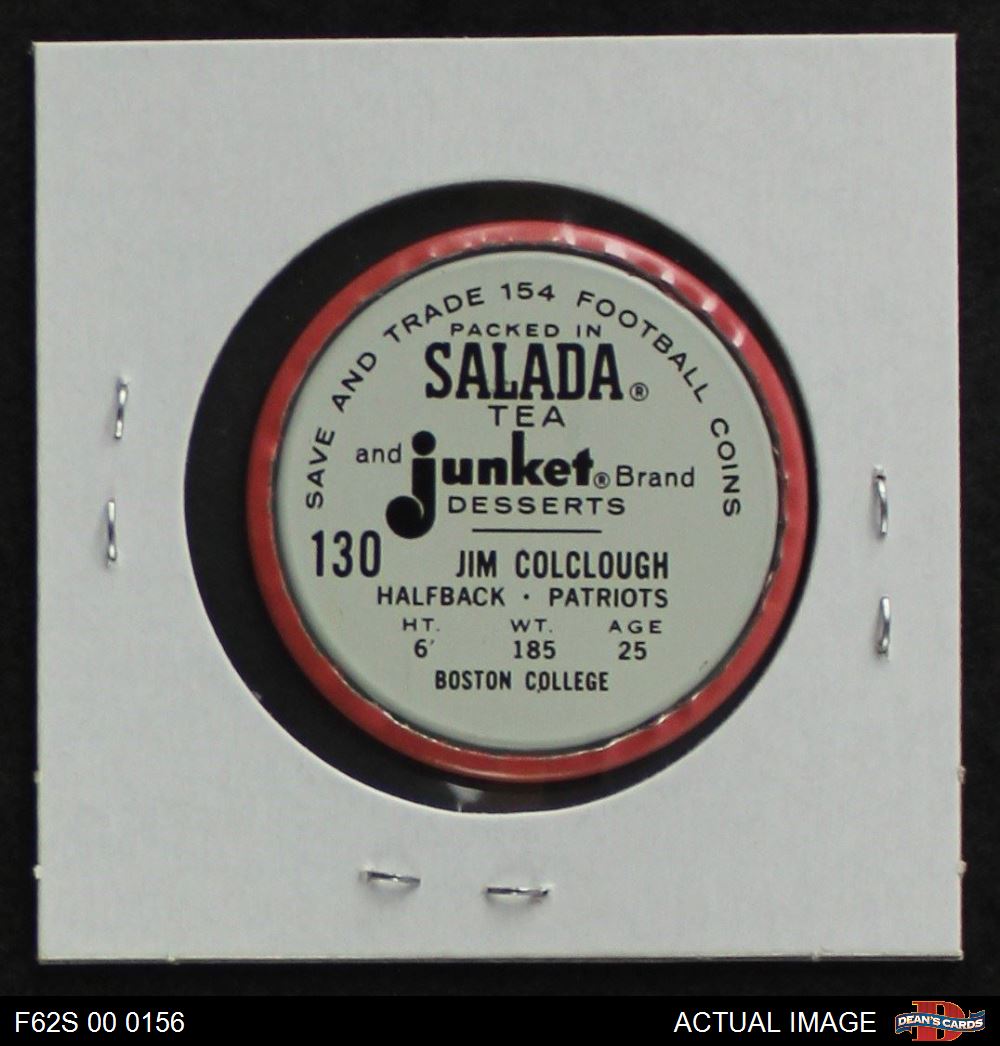 SAVE AND TRADE 154 FOOTBALL COINS
PACKED IN
SALADA®
TEA
and junket® Brand
DESSERTS
130 JIM COLCLOUGH
HALFBACK · PATRIOTS
HT. WT. AGE
6' 185 25
BOSTON COLLEGE
F62S 00 0156 ACTUAL IMAGE DEAN'S CARDS